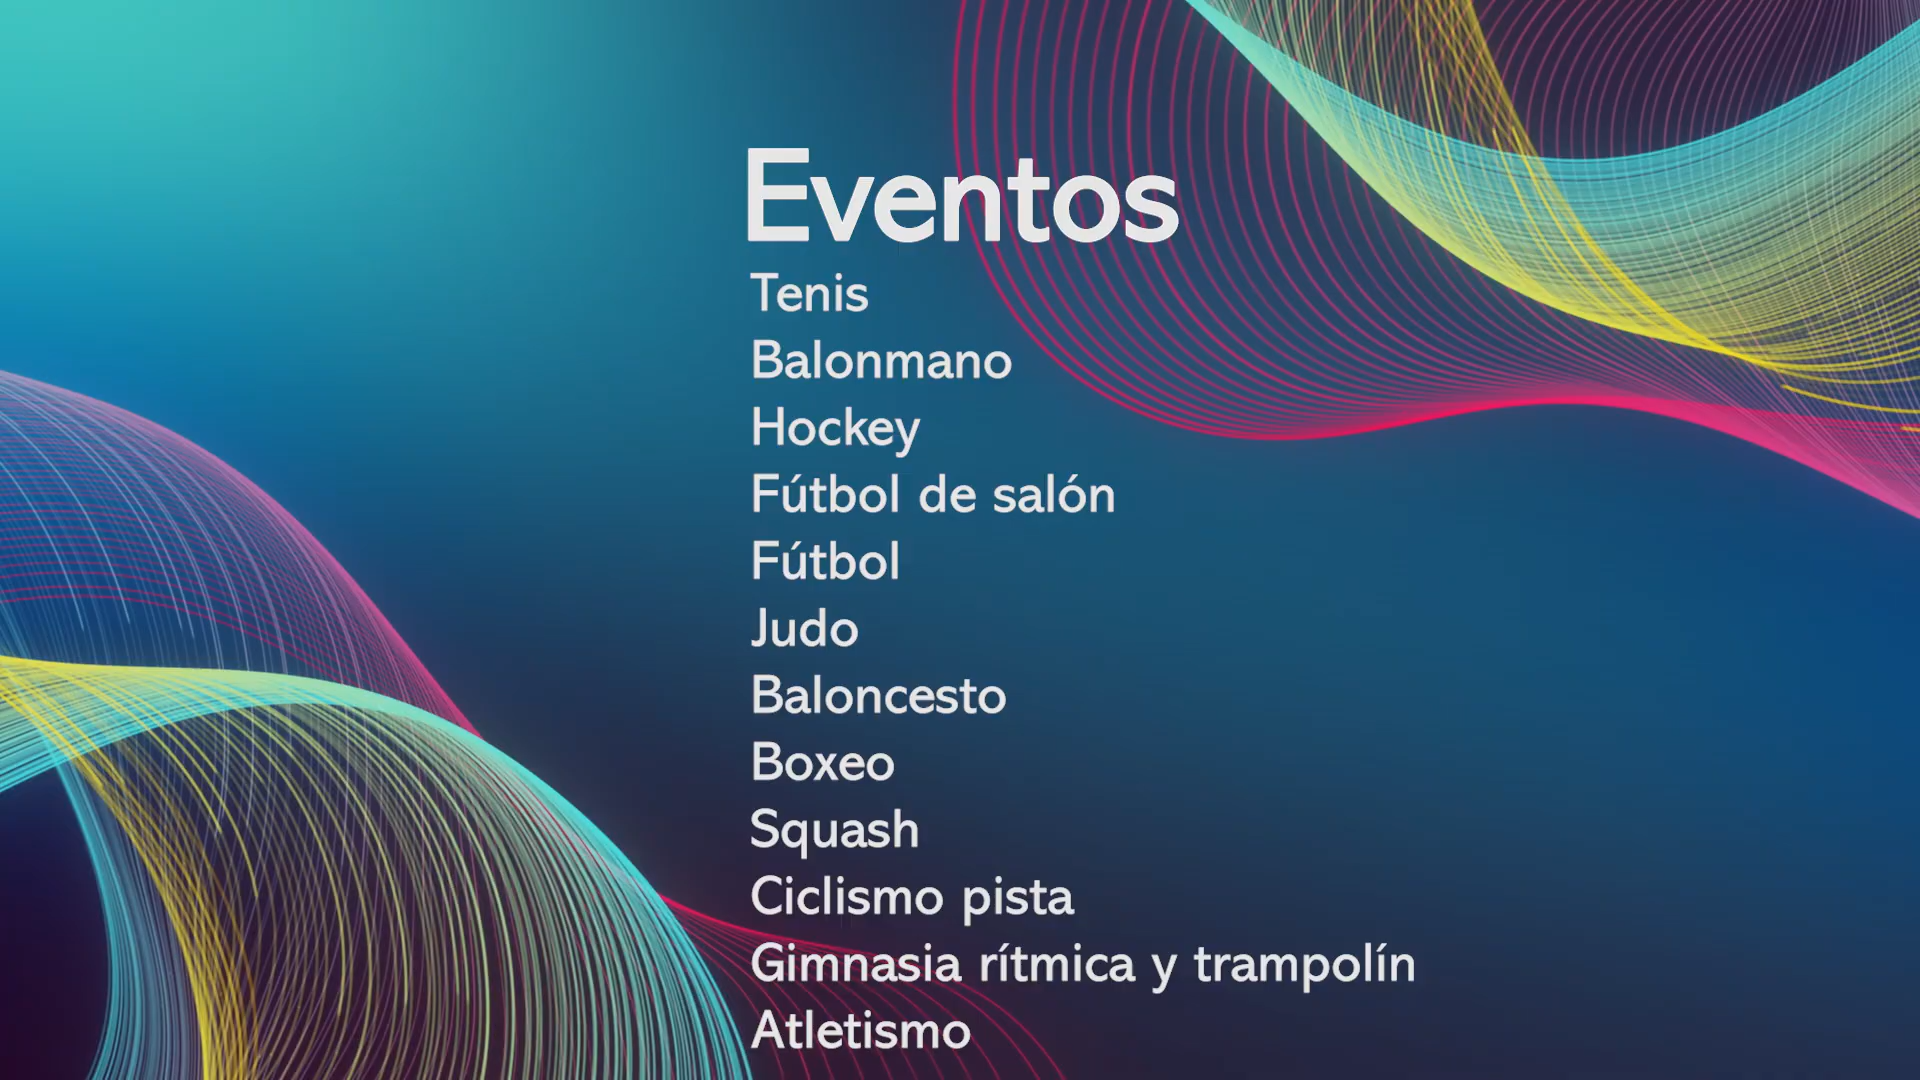 Eventos
Tenis
Balonmano
Hockey
Fútbol de salón
Fútbol
Judo
Baloncesto
Boxeo
Squash
Ciclismo pista
Gimnasia rítmica y trampolín
Atletismo